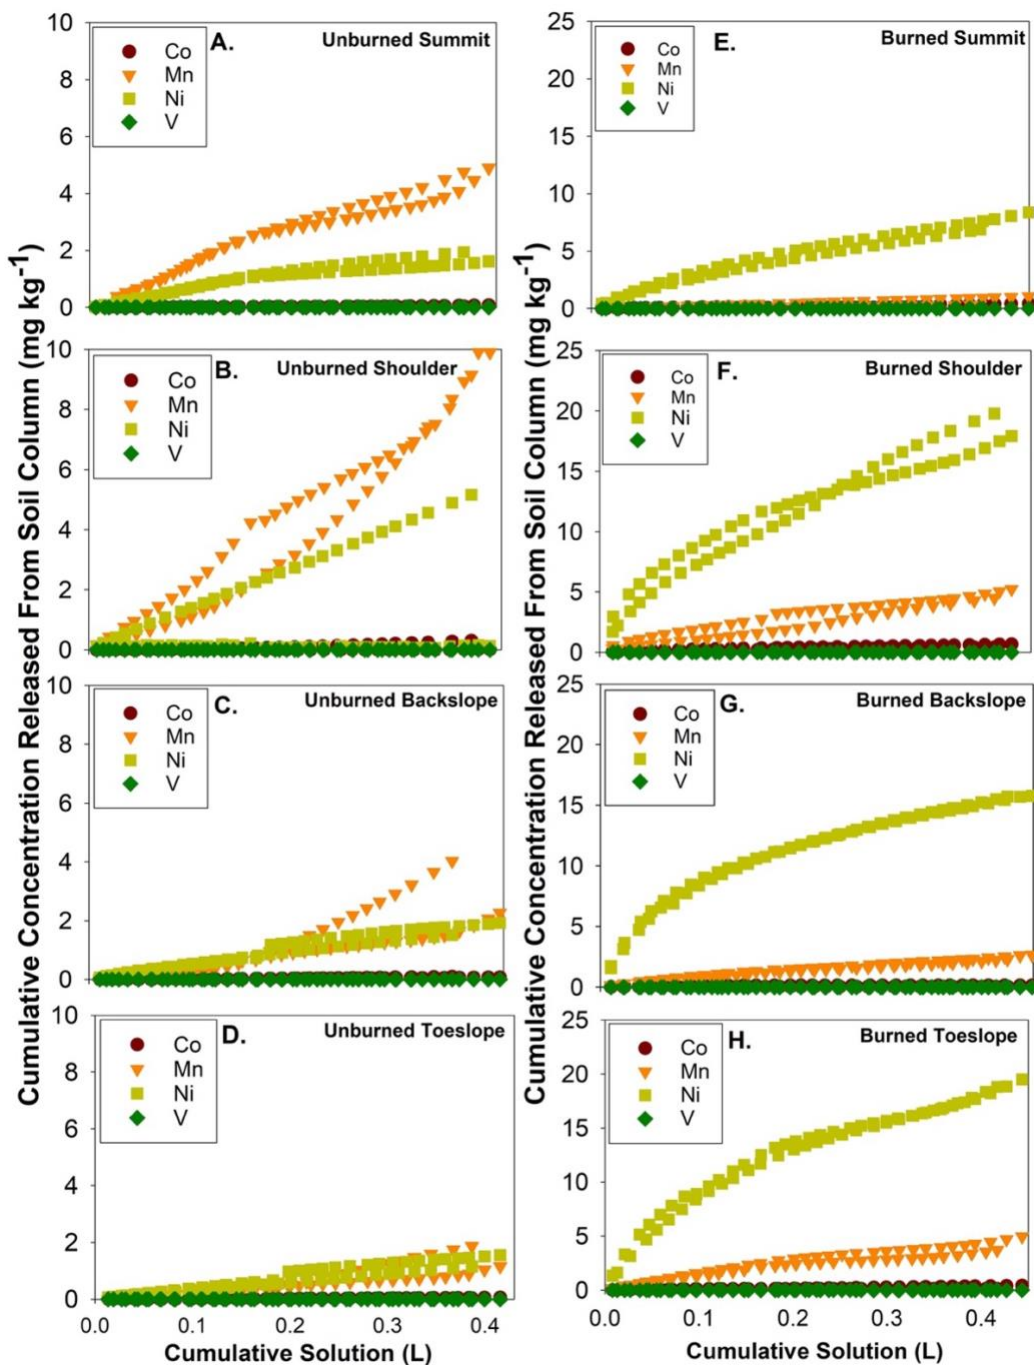 Cumulative Concentration Released From Soil Column (mg kg⁻¹)
A.
Unburned Summit
Co
Mn
Ni
V
10
8
6
4
2
0
B.
Unburned Shoulder
Co
Mn
Ni
V
10
8
6
4
2
0
C.
Unburned Backslope
Co
Mn
Ni
V
10
8
6
4
2
0
D.
Unburned Toeslope
Co
Mn
Ni
V
10
8
6
4
2
0
0.0 0.1 0.2 0.3 0.4
Cumulative Solution (L)
Cumulative Concentration Released From Soil Column (mg kg⁻¹)
E.
Burned Summit
Co
Mn
Ni
V
25
20
15
10
5
0
F.
Burned Shoulder
Co
Mn
Ni
V
25
20
15
10
5
0
G.
Burned Backslope
Co
Mn
Ni
V
25
20
15
10
5
0
H.
Burned Toeslope
Co
Mn
Ni
V
25
20
15
10
5
0
0.0 0.1 0.2 0.3 0.4
Cumulative Solution (L)